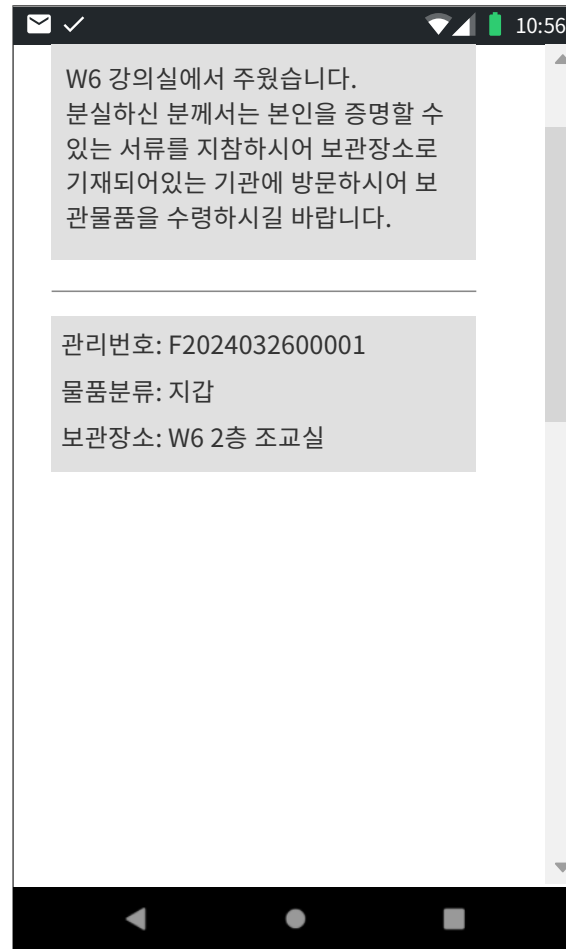 10:56
W6 강의실에서 주웠습니다.
분실하신 분께서는 본인을 증명할 수
있는 서류를 지참하시어 보관장소로
기재되어있는 기관에 방문하시어 보
관물품을 수령하시길 바랍니다.
관리번호: F2024032600001
물품분류: 지갑
보관장소: W6 2층 조교실